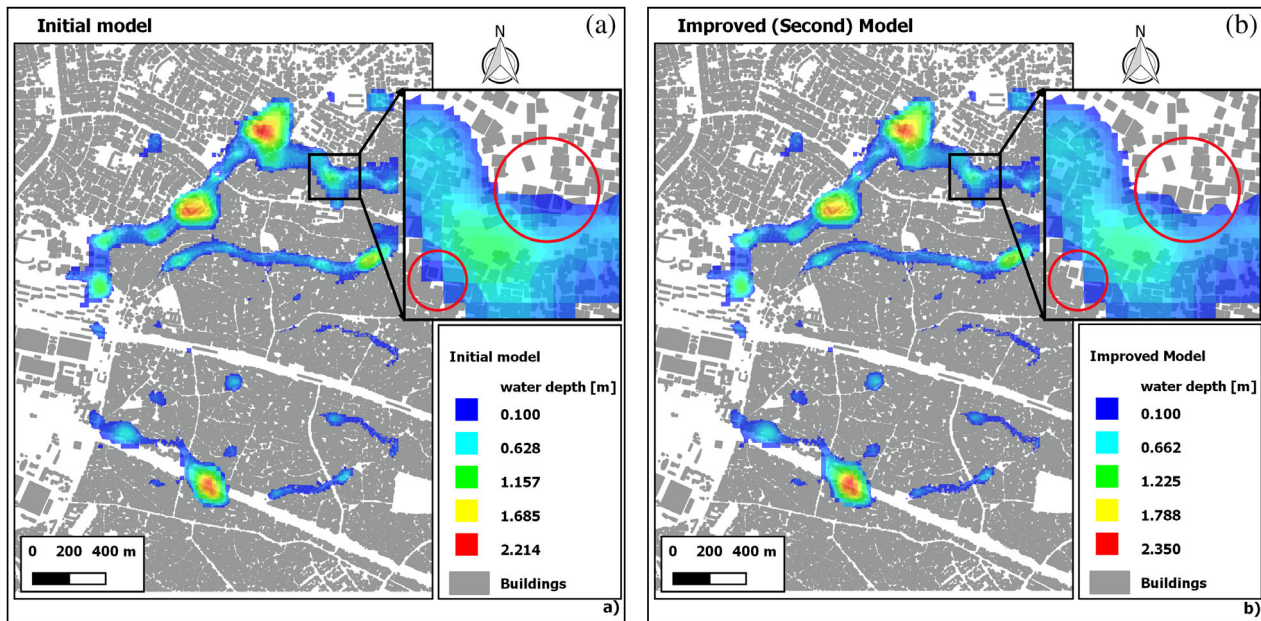 Initial model
(a)
N
Initial model
water depth [m]
0.100
0.628
1.157
1.685
2.214
Buildings
0 200 400 m
a)
Improved (Second) Model
(b)
N
Improved Model
water depth [m]
0.100
0.662
1.225
1.788
2.350
Buildings
0 200 400 m
b)